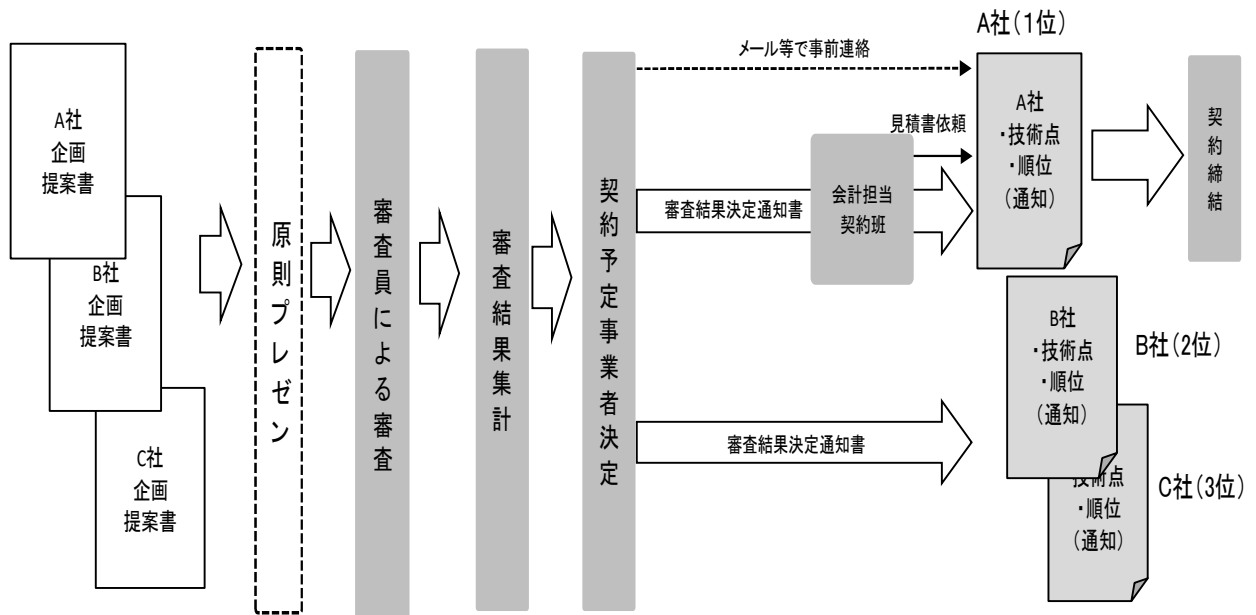 A社
企画
提案書
B社
企画
提案書
C社
企画
提案書
原則プレゼン
審査員による審査
審査結果集計
契約予定事業者決定
メール等で事前連絡
見積書依頼
審査結果決定通知書
会計担当
契約班
審査結果決定通知書
A社(1位)
A社
・技術点
・順位
(通知)
契約締結
B社
・技術点
・順位
(通知)
B社(2位)
技術点
・順位
(通知)
C社(3位)